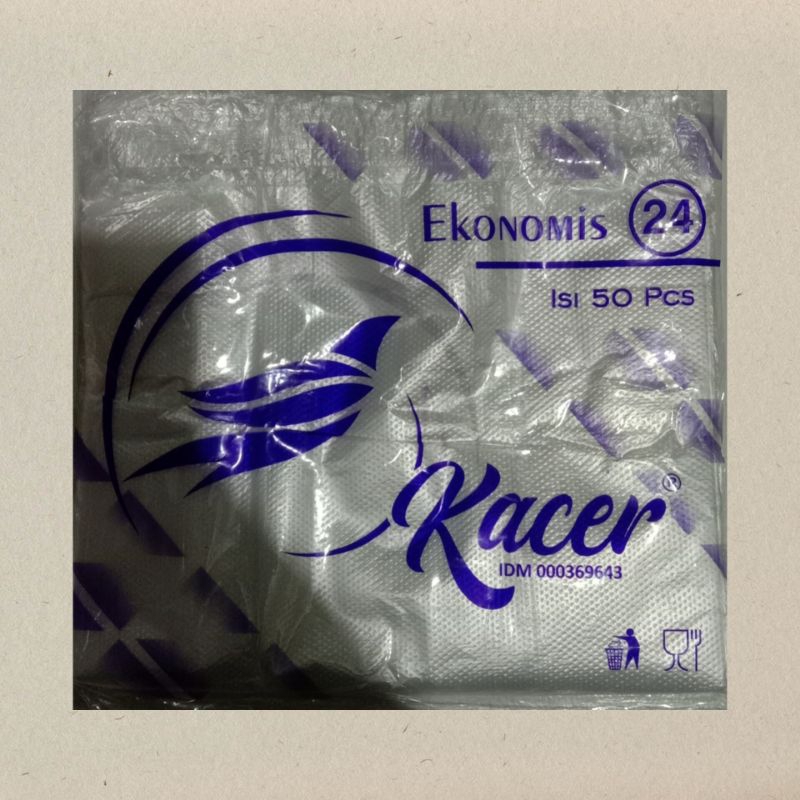 Ekonomis 24
Isi 50 Pcs
Kacer®
IDM 000369643